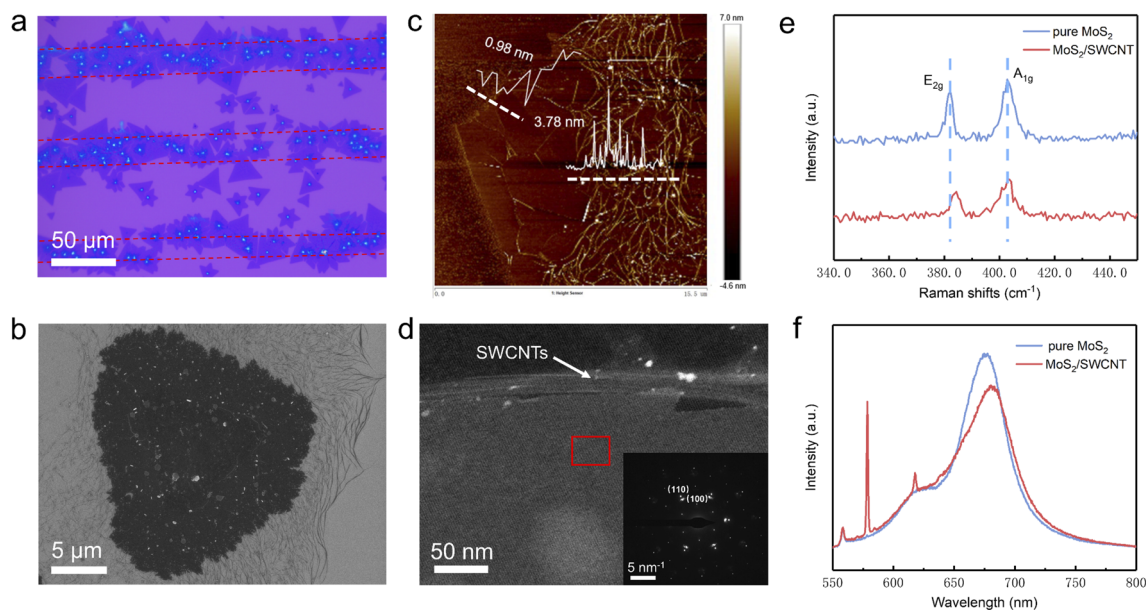 a
50 μm
b
5 μm
c
0.98 nm
3.78 nm
7.0 nm
-4.6 nm
0.0
1: Height Sensor
15.5 um
d
SWCNTs
50 nm
(110)
(100)
5 nm⁻¹
e
pure MoS₂
MoS₂/SWCNT
E₂g
A₁g
Intensity (a.u.)
340.0 360.0 380.0 400.0 420.0 440.0
Raman shifts (cm⁻¹)
f
pure MoS₂
MoS₂/SWCNT
Intensity (a.u.)
550 600 650 700 750 800
Wavelength (nm)